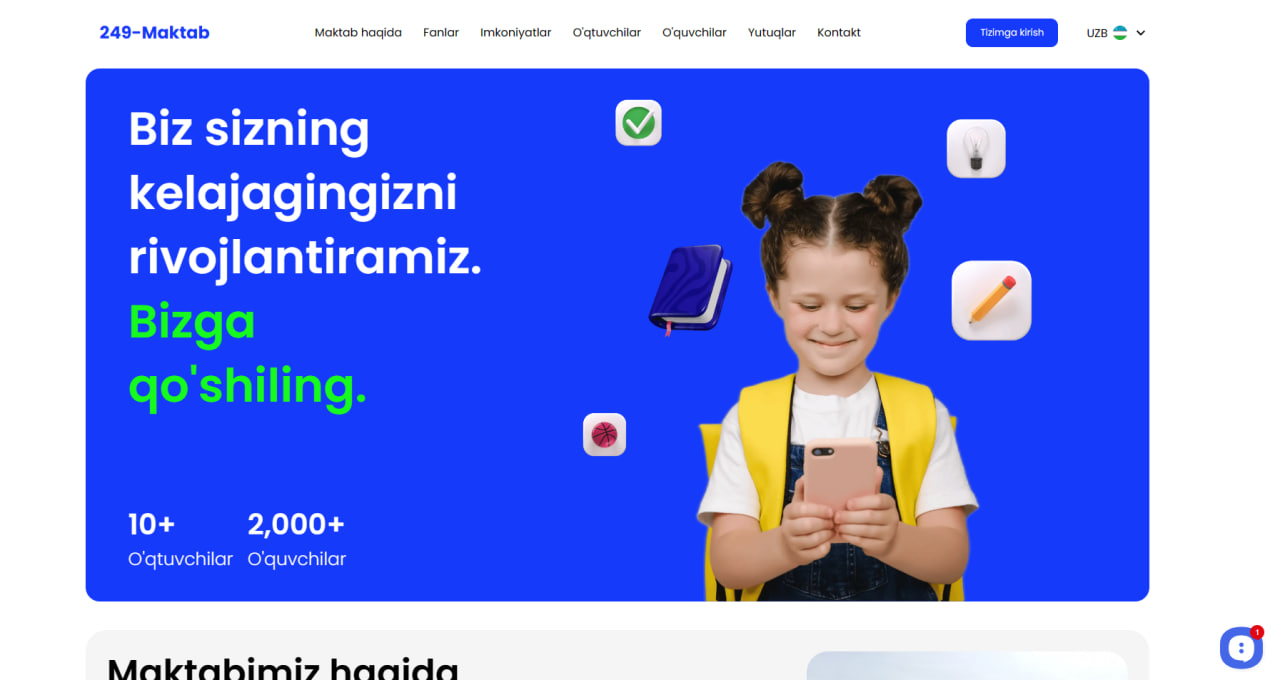 249-Maktab
Maktab haqida
Fanlar
Imkoniyatlar
O'qtuvchilar
O'quvchilar
Yutuqlar
Kontakt
Tizimga kirish
UZB
Biz sizning
kelajagingizni
rivojlantiramiz.
Bizga
qo'shiling.
10+
O'qtuvchilar
2,000+
O'quvchilar
Maktabimiz haqida
1